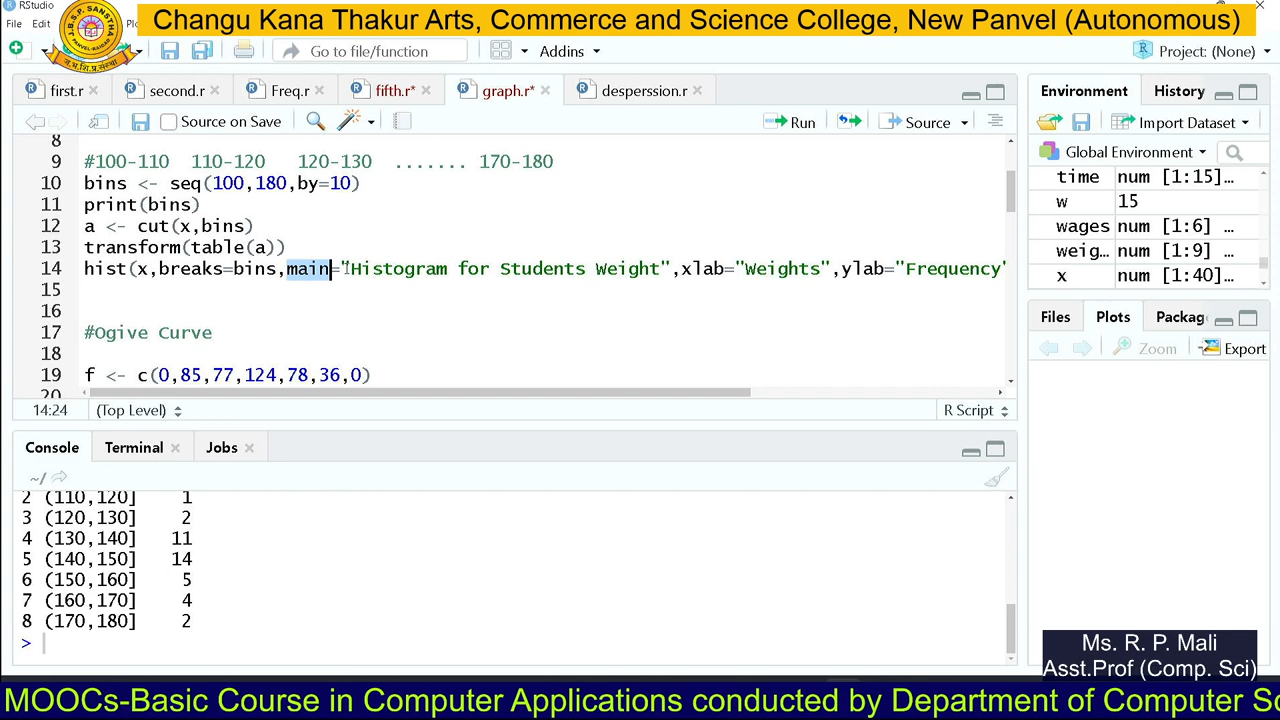 RStudio
Changu Kana Thakur Arts, Commerce and Science College, New Panvel (Autonomous)
File
Go to file/function
Addins
Project: (None)
first.r
second.r
Freq.r
fifth.r*
graph.r*
desperssion.r
Environment
History
Source on Save
Run
Source
Import Dataset
Global Environment
8
9 #100-110 110-120 120-130 ....... 170-180
10 bins <- seq(100,180,by=10)
11 print(bins)
12 a <- cut(x,bins)
13 transform(table(a))
14 hist(x,breaks=bins,main="Histogram for Students Weight",xlab="Weights",ylab="Frequency"
15
16
17 #Ogive Curve
18
19 f <- c(0,85,77,124,78,36,0)
20
time num [1:15]…
w 15
wages num [1:6] …
weig… num [1:9] …
x num [1:40]…
Files
Plots
Packag
Zoom
Export
14:24
(Top Level)
R Script
Console
Terminal
Jobs
~/
2 (110,120] 1
3 (120,130] 2
4 (130,140] 11
5 (140,150] 14
6 (150,160] 5
7 (160,170] 4
8 (170,180] 2
>
Ms. R. P. Mali
Asst.Prof (Comp. Sci)
MOOCs-Basic Course in Computer Applications conducted by Department of Computer Sc